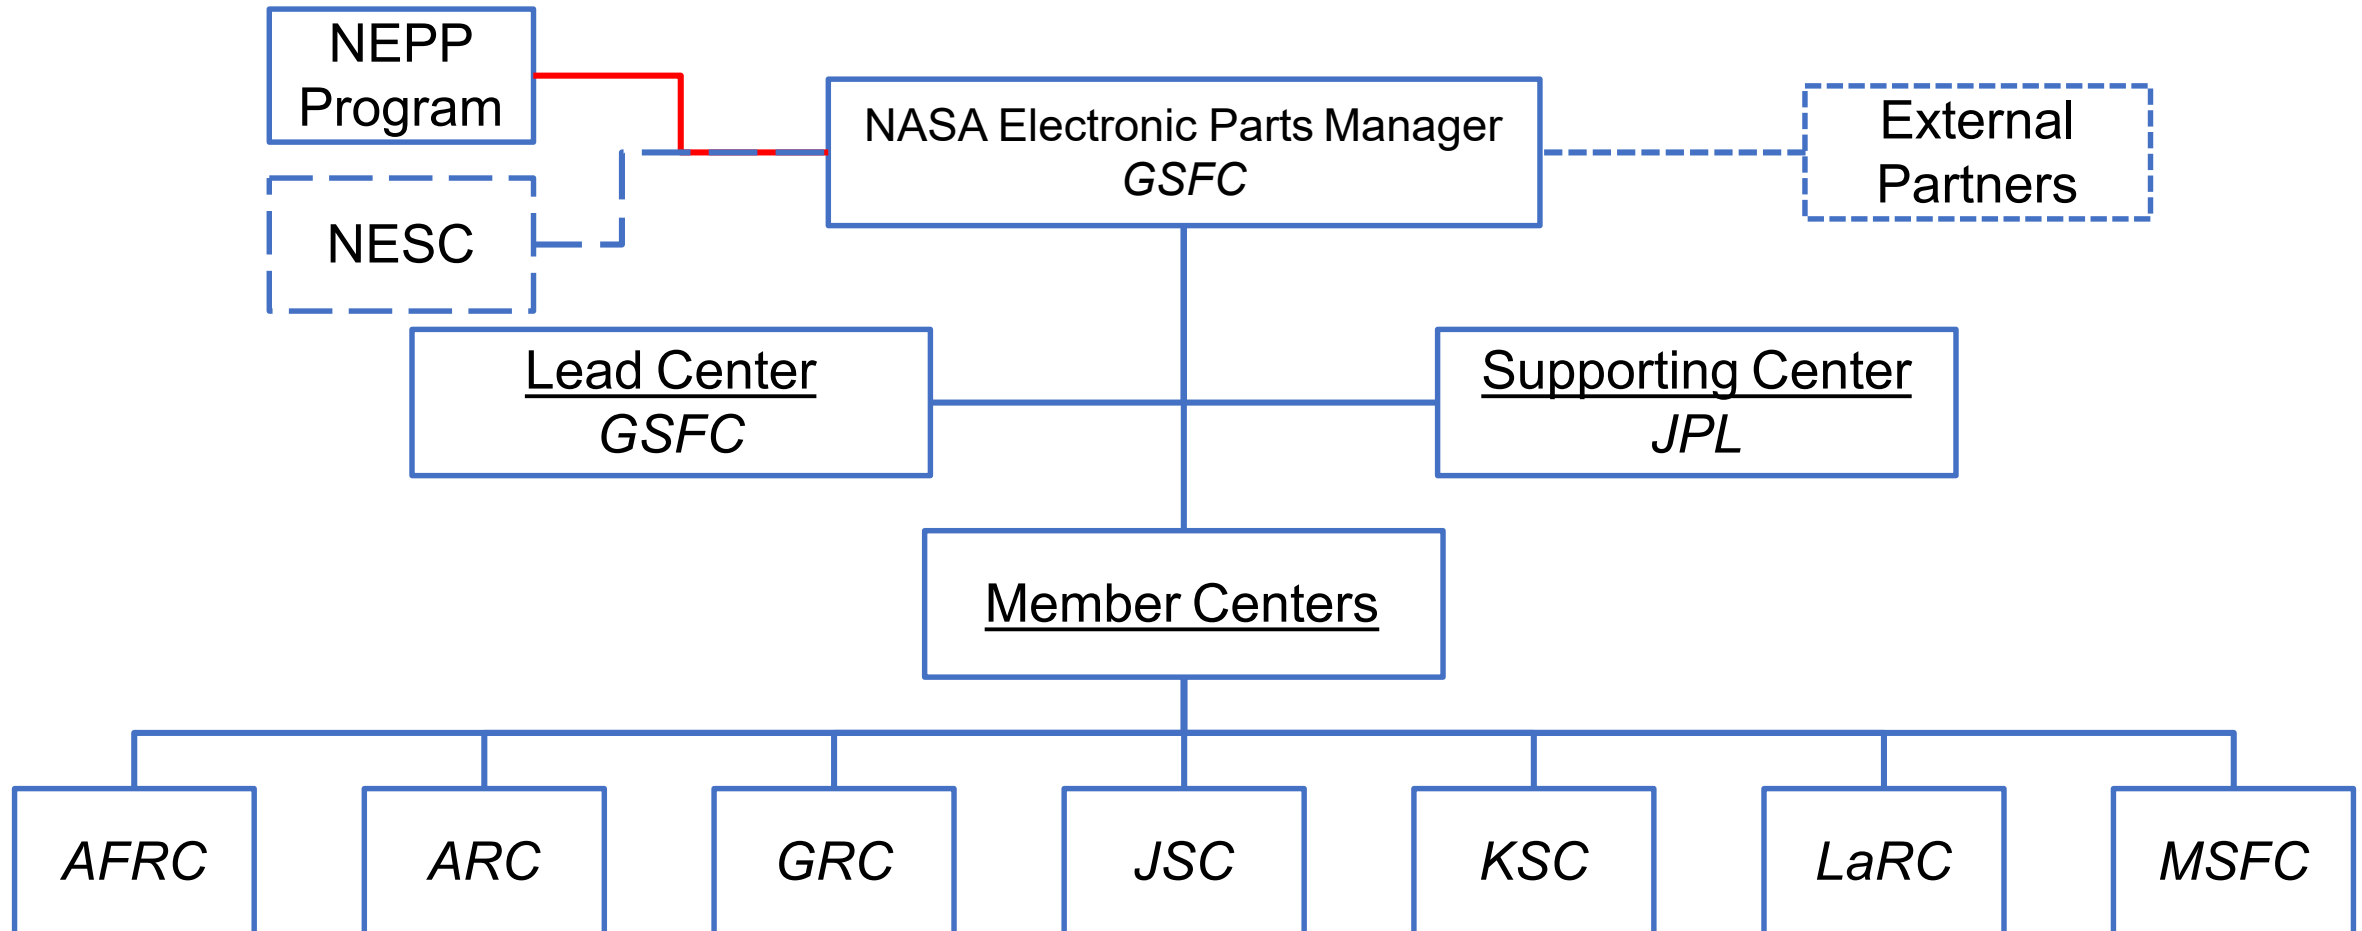 NEPP
Program
NASA Electronic Parts Manager
GSFC
External
Partners
NESC
Lead Center
GSFC
Supporting Center
JPL
Member Centers
AFRC
ARC
GRC
JSC
KSC
LaRC
MSFC